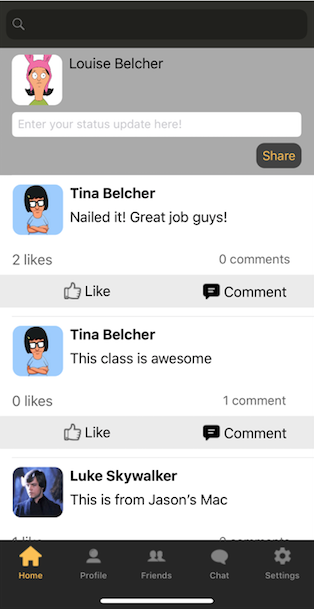 Louise Belcher
Enter your status update here!
Share
Tina Belcher
Nailed it! Great job guys!
2 likes 0 comments
Like Comment
Tina Belcher
This class is awesome
0 likes 1 comment
Like Comment
Luke Skywalker
This is from Jason's Mac
Home Profile Friends Chat Settings